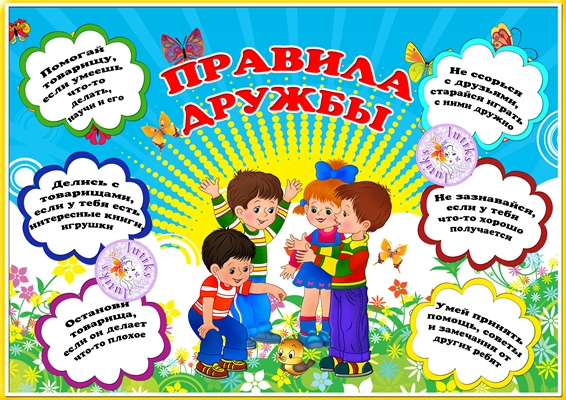 ПРАВИЛА
ДРУЖБЫ
Помогай
товарищу,
если умеешь
что-то
делать,
научи и его
Делись с
товарищами,
если у тебя есть
интересные книги,
игрушки
Останови
товарища,
если он делает
что-то плохое
Не ссорься
с друзьями,
старайся играть
с ними дружно
Не зазнавайся,
если у тебя
что-то хорошо
получается
Умей принять
помощь, советы
и замечания от
других ребят